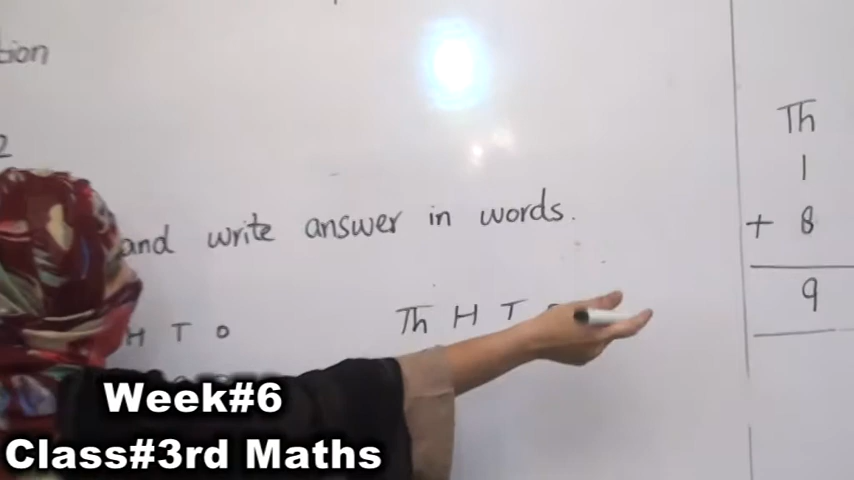 tion
2
and write answer in words.
H T O
Th H T
Th
1
+ 8
9
Week#6
Class#3rd Maths